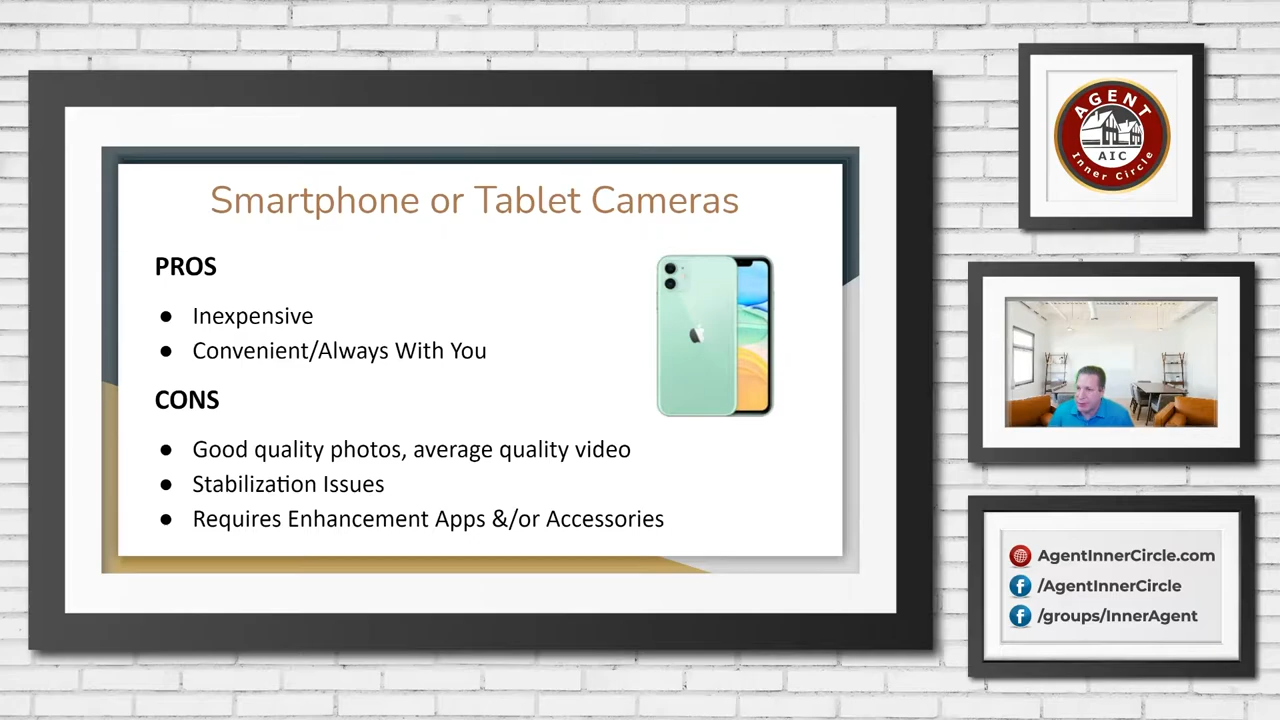 Smartphone or Tablet Cameras
PROS
● Inexpensive
● Convenient/Always With You
CONS
● Good quality photos, average quality video
● Stabilization Issues
● Requires Enhancement Apps &/or Accessories
AGENT
AIC
Inner Circle
AgentInnerCircle.com
/AgentInnerCircle
/groups/InnerAgent